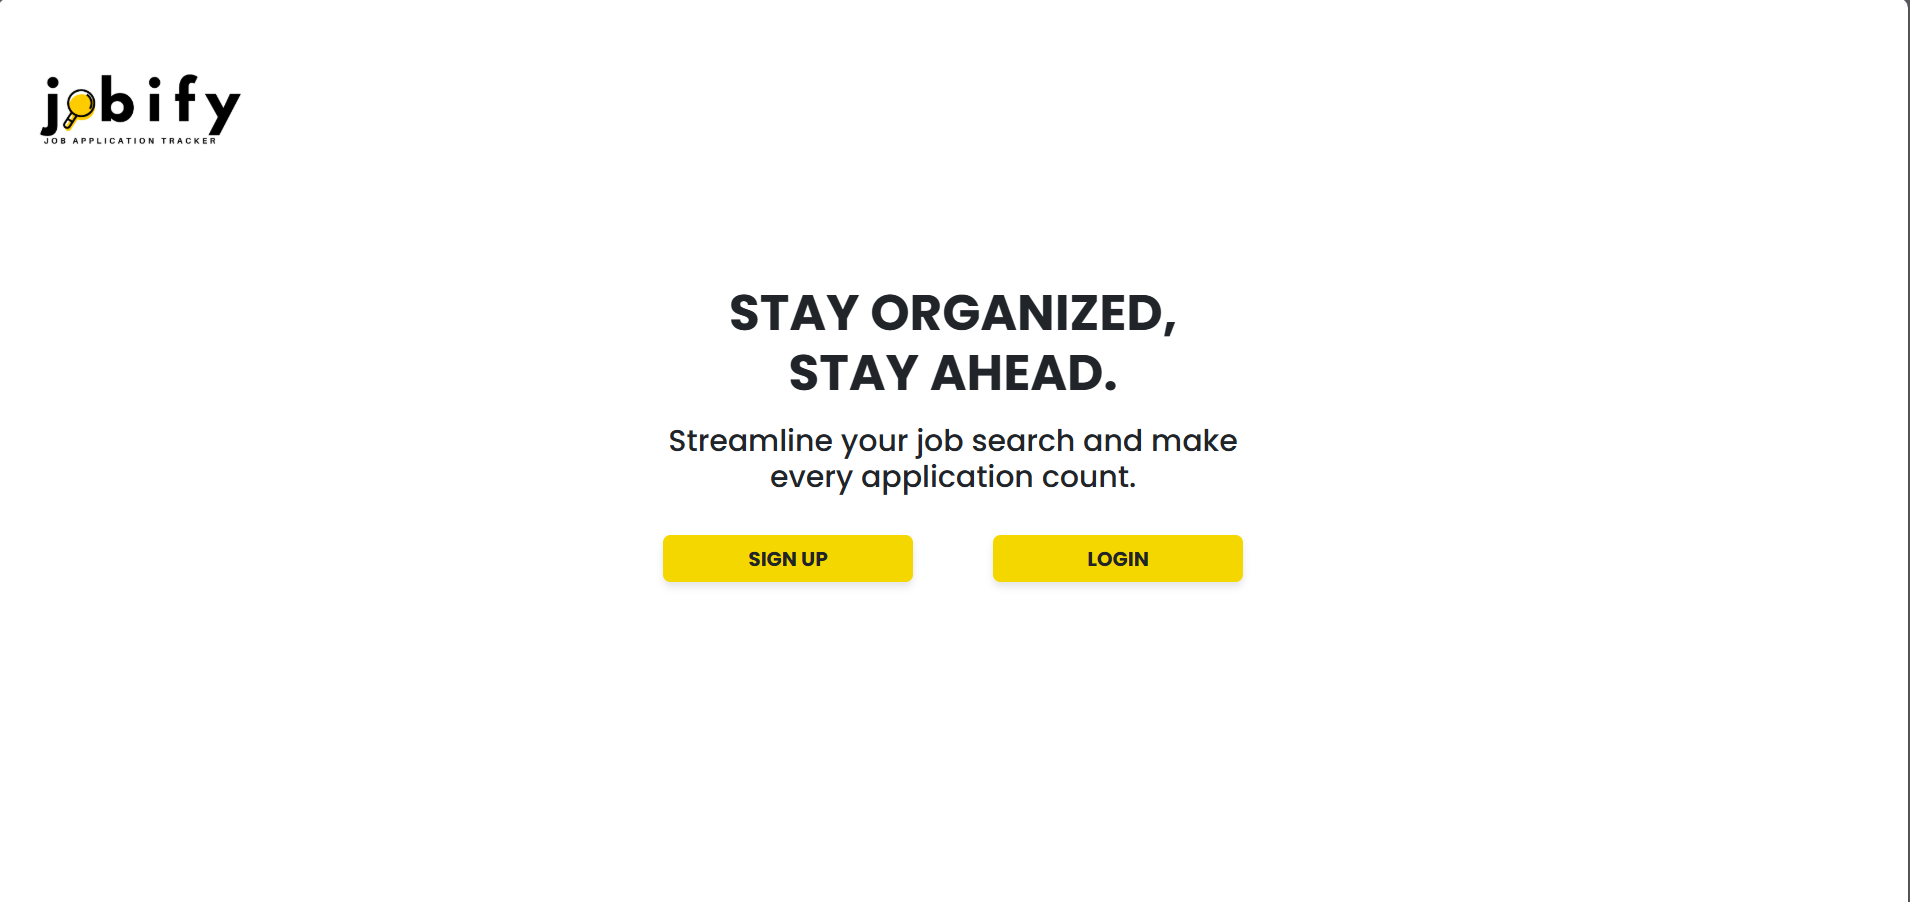 jobify
JOB APPLICATION TRACKER
STAY ORGANIZED,
STAY AHEAD.
Streamline your job search and make
every application count.
SIGN UP
LOGIN